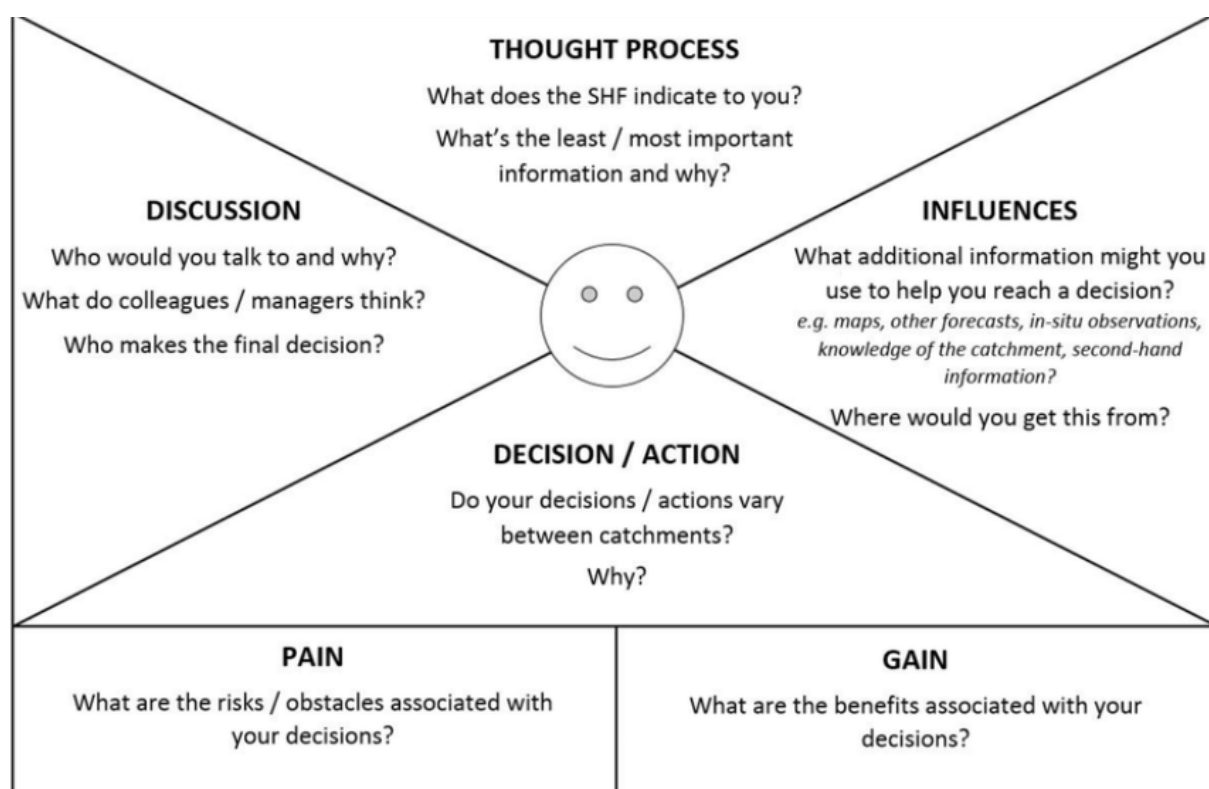 THOUGHT PROCESS
What does the SHF indicate to you?
What's the least / most important
information and why?
DISCUSSION
Who would you talk to and why?
What do colleagues / managers think?
Who makes the final decision?
INFLUENCES
What additional information might you
use to help you reach a decision?
e.g. maps, other forecasts, in-situ observations,
knowledge of the catchment, second-hand
information?
Where would you get this from?
DECISION / ACTION
Do your decisions / actions vary
between catchments?
Why?
PAIN
What are the risks / obstacles associated with
your decisions?
GAIN
What are the benefits associated with your
decisions?